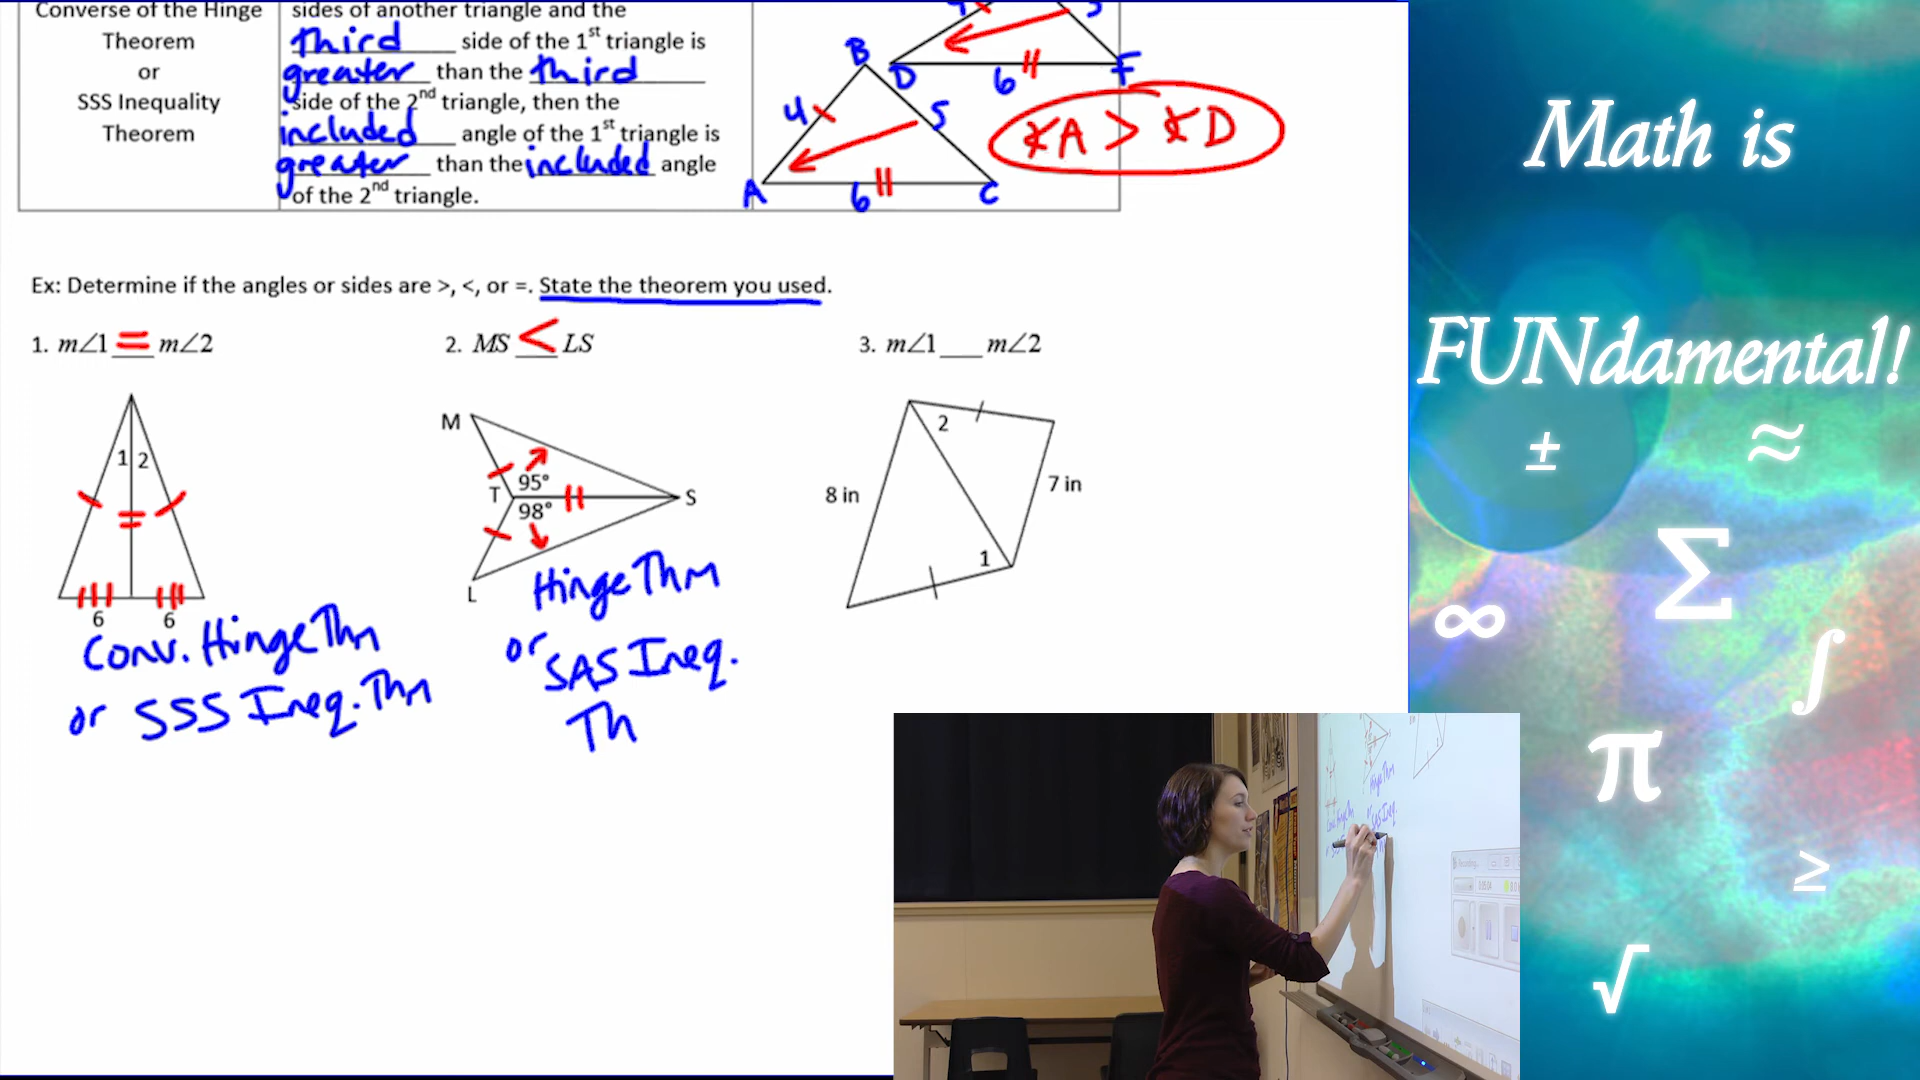 Converse of the Hinge
Theorem
or
SSS Inequality
Theorem
sides of another triangle and the
third side of the 1st triangle is
greater than the third
side of the 2nd triangle, then the
included angle of the 1st triangle is
greater than the included angle
of the 2nd triangle.
D 6 F
B
4 5
A 6 C
∡A > ∡D
Ex: Determine if the angles or sides are >, <, or =. State the theorem you used.
1. m∠1 = m∠2
2. MS < LS
3. m∠1 ___ m∠2
1 2
6 6
Conv. Hinge Thm
or SSS Ineq. Thm
M
95°
T S
98°
L
Hinge Thm
or SAS Ineq.
Th
2
8 in 7 in
1
Math is
FUNdamental!
± ≈
Σ
∞ ∫
π
≥
√